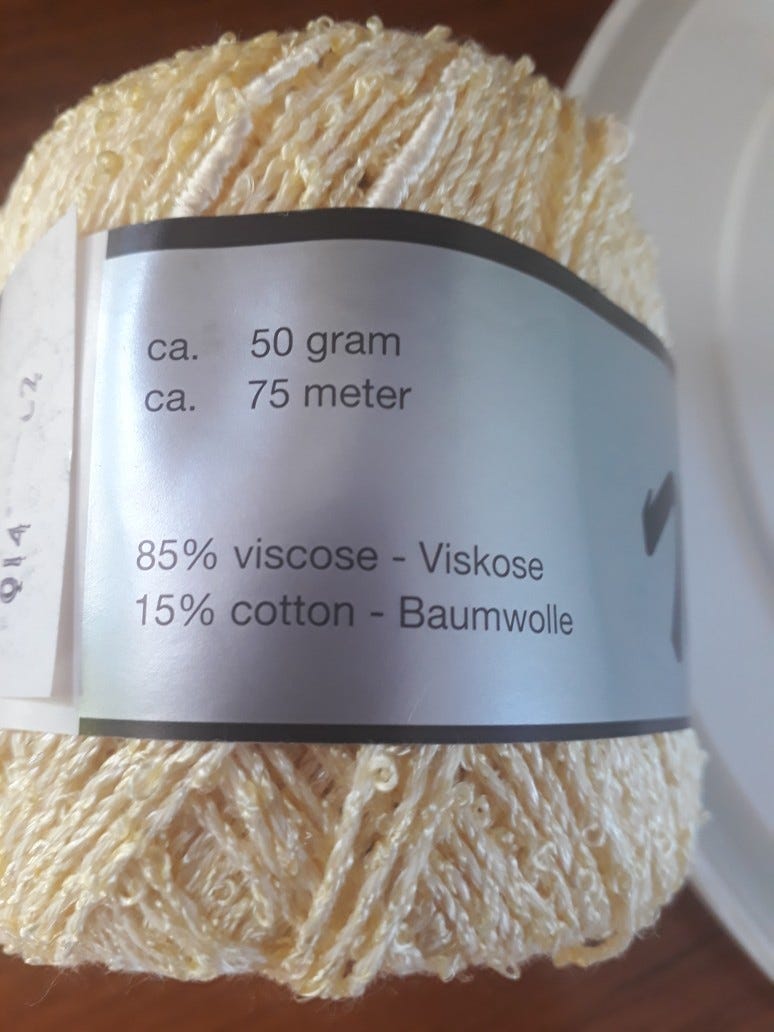 ca. 50 gram
ca. 75 meter
85% viscose - Viskose
15% cotton - Baumwolle